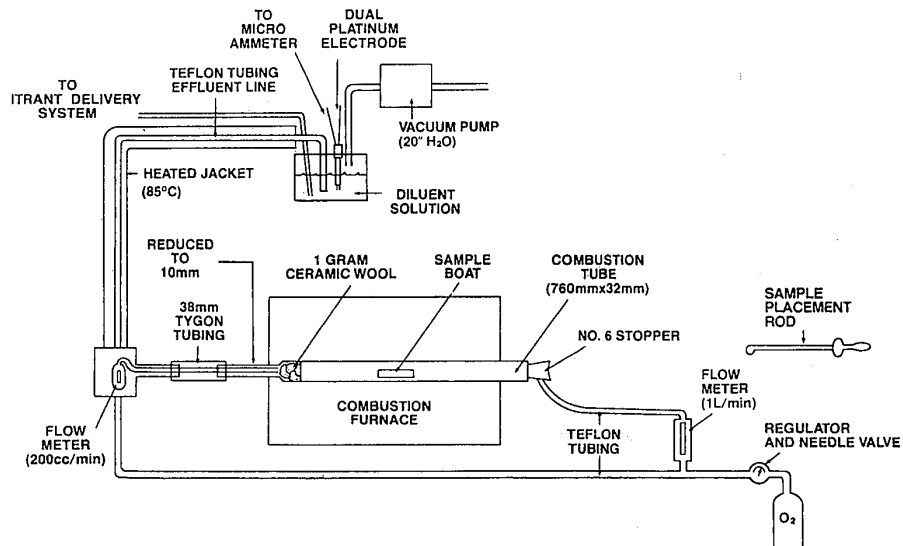 TO
MICRO
AMMETER
DUAL
PLATINUM
ELECTRODE
TO
ITRANT DELIVERY
SYSTEM
TEFLON TUBING
EFFLUENT LINE
VACUUM PUMP
(20" H₂O)
HEATED JACKET
(85°C)
DILUENT
SOLUTION
REDUCED
TO
10mm
1 GRAM
CERAMIC WOOL
SAMPLE
BOAT
COMBUSTION
TUBE
(760mmx32mm)
SAMPLE
PLACEMENT
ROD
38mm
TYGON
TUBING
NO. 6 STOPPER
FLOW
METER
(1L/min)
COMBUSTION
FURNACE
FLOW
METER
(200cc/min)
TEFLON
TUBING
REGULATOR
AND NEEDLE VALVE
O₂